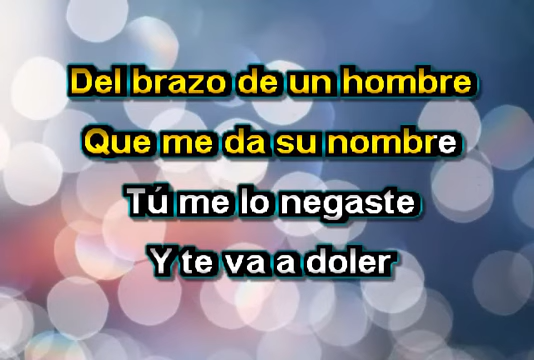 Del brazo de un hombre
Que me da su nombre
Tú me lo negaste
Y te va a doler